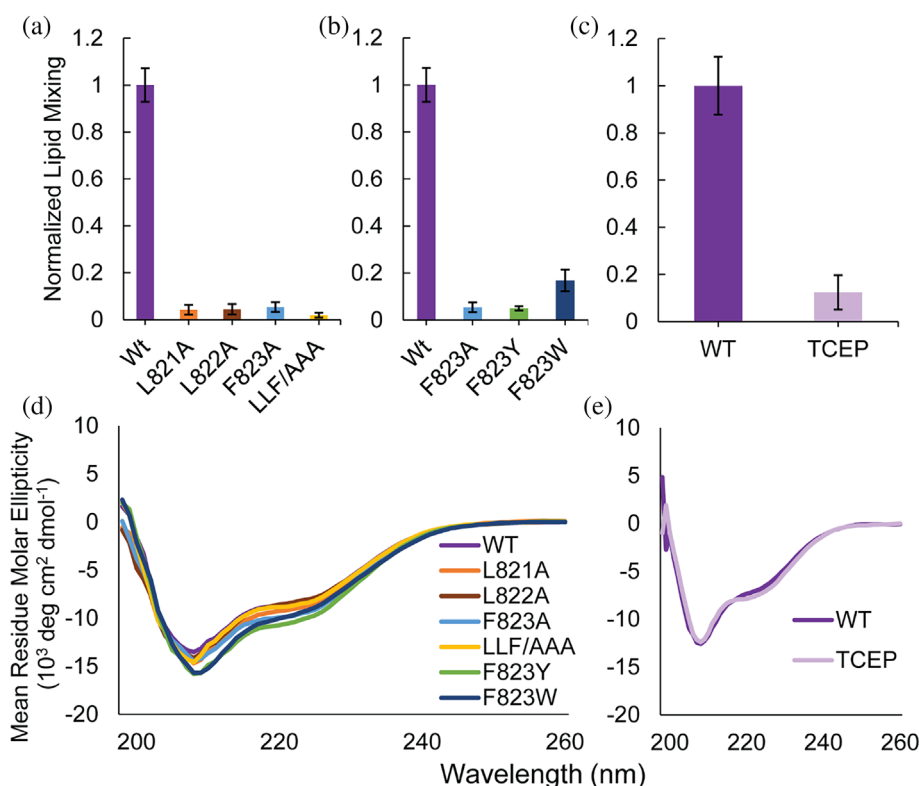 (a)
(b)
(c)
Normalized Lipid Mixing
1.2
1
0.8
0.6
0.4
0.2
0
Wt
L821A
L822A
F823A
LLF/AAA
1.2
1
0.8
0.6
0.4
0.2
0
Wt
F823A
F823Y
F823W
1.2
1
0.8
0.6
0.4
0.2
0
WT
TCEP
(d)
Mean Residue Molar Ellipticity
(10³ deg cm² dmol⁻¹)
10
5
0
-5
-10
-15
-20
200
220
240
260
WT
L821A
L822A
F823A
LLF/AAA
F823Y
F823W
(e)
10
5
0
-5
-10
-15
-20
200
220
240
260
WT
TCEP
Wavelength (nm)